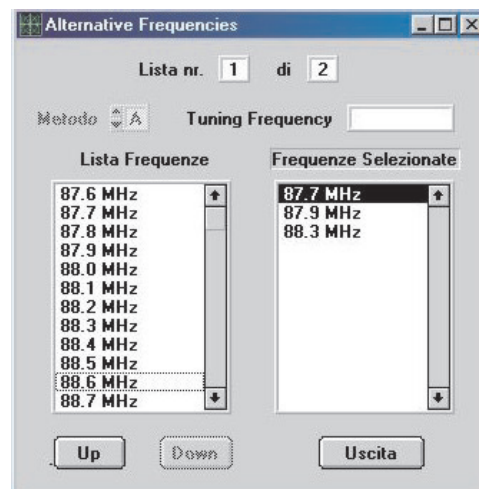 Alternative Frequencies
Lista nr. 1 di 2
Metodo A Tuning Frequency
Lista Frequenze
87.6 MHz
87.7 MHz
87.8 MHz
87.9 MHz
88.0 MHz
88.1 MHz
88.2 MHz
88.3 MHz
88.4 MHz
88.5 MHz
88.6 MHz
88.7 MHz
Frequenze Selezionate
87.7 MHz
87.9 MHz
88.3 MHz
Up Down Uscita